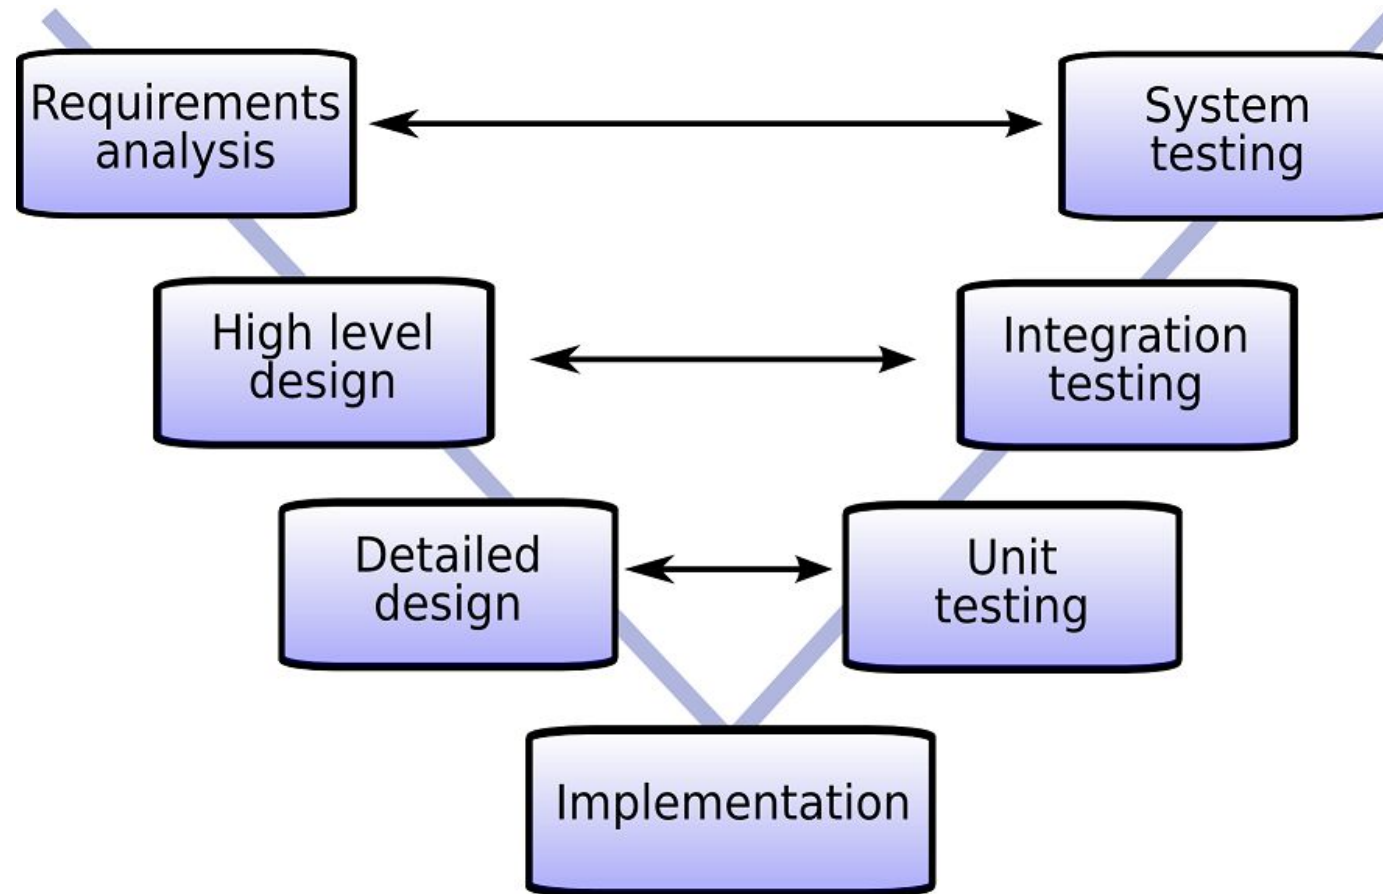 Requirements
analysis
System
testing
High level
design
Integration
testing
Detailed
design
Unit
testing
Implementation